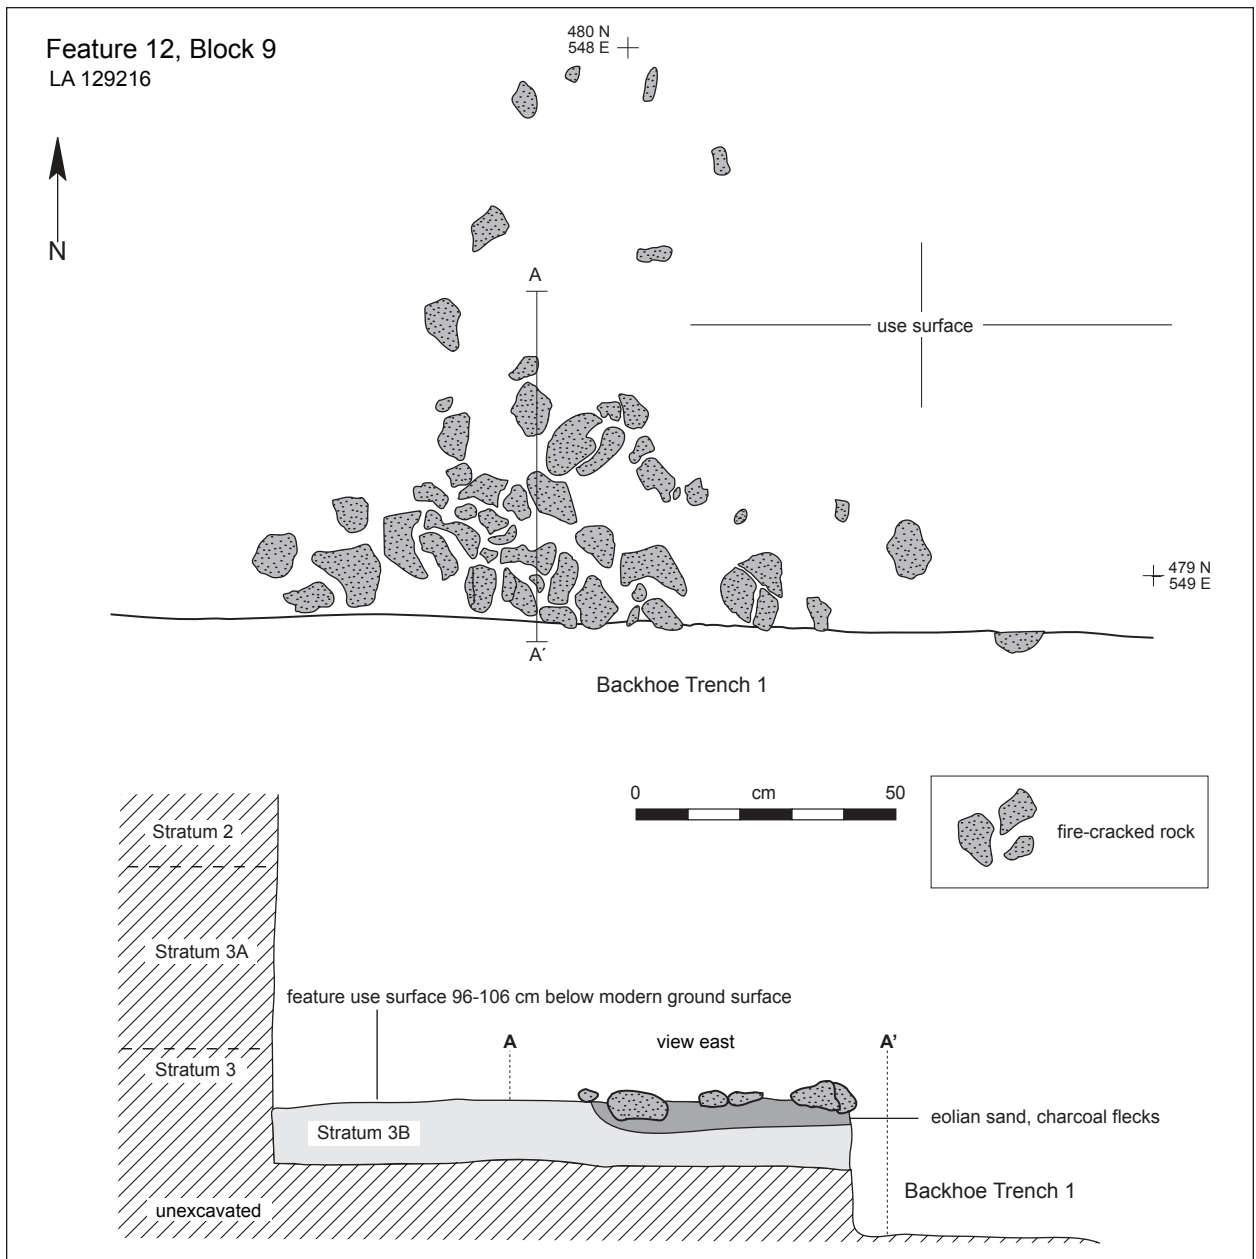 Feature 12, Block 9
LA 129216
480 N
548 E
N
A
use surface
479 N
549 E
A´
Backhoe Trench 1
0 cm 50
fire-cracked rock
Stratum 2
Stratum 3A
feature use surface 96-106 cm below modern ground surface
A view east A’
Stratum 3
Stratum 3B
eolian sand, charcoal flecks
Backhoe Trench 1
unexcavated